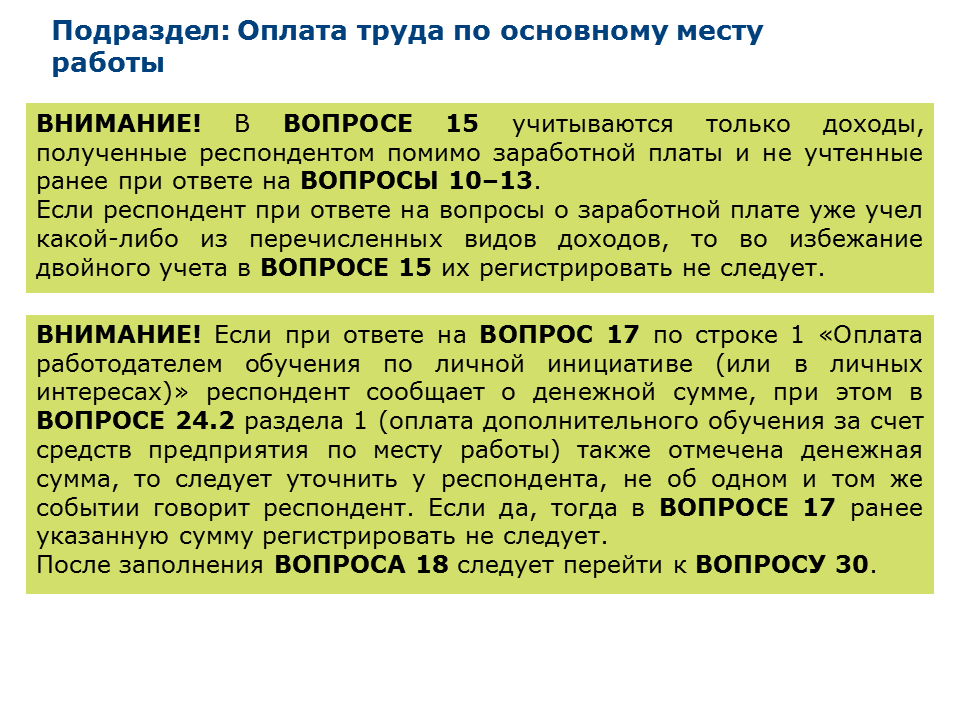 Подраздел: Оплата труда по основному месту
работы
ВНИМАНИЕ! В ВОПРОСЕ 15 учитываются только доходы,
полученные респондентом помимо заработной платы и не учтенные
ранее при ответе на ВОПРОСЫ 10–13.
Если респондент при ответе на вопросы о заработной плате уже учел
какой-либо из перечисленных видов доходов, то во избежание
двойного учета в ВОПРОСЕ 15 их регистрировать не следует.
ВНИМАНИЕ! Если при ответе на ВОПРОС 17 по строке 1 «Оплата
работодателем обучения по личной инициативе (или в личных
интересах)» респондент сообщает о денежной сумме, при этом в
ВОПРОСЕ 24.2 раздела 1 (оплата дополнительного обучения за счет
средств предприятия по месту работы) также отмечена денежная
сумма, то следует уточнить у респондента, не об одном и том же
событии говорит респондент. Если да, тогда в ВОПРОСЕ 17 ранее
указанную сумму регистрировать не следует.
После заполнения ВОПРОСА 18 следует перейти к ВОПРОСУ 30.